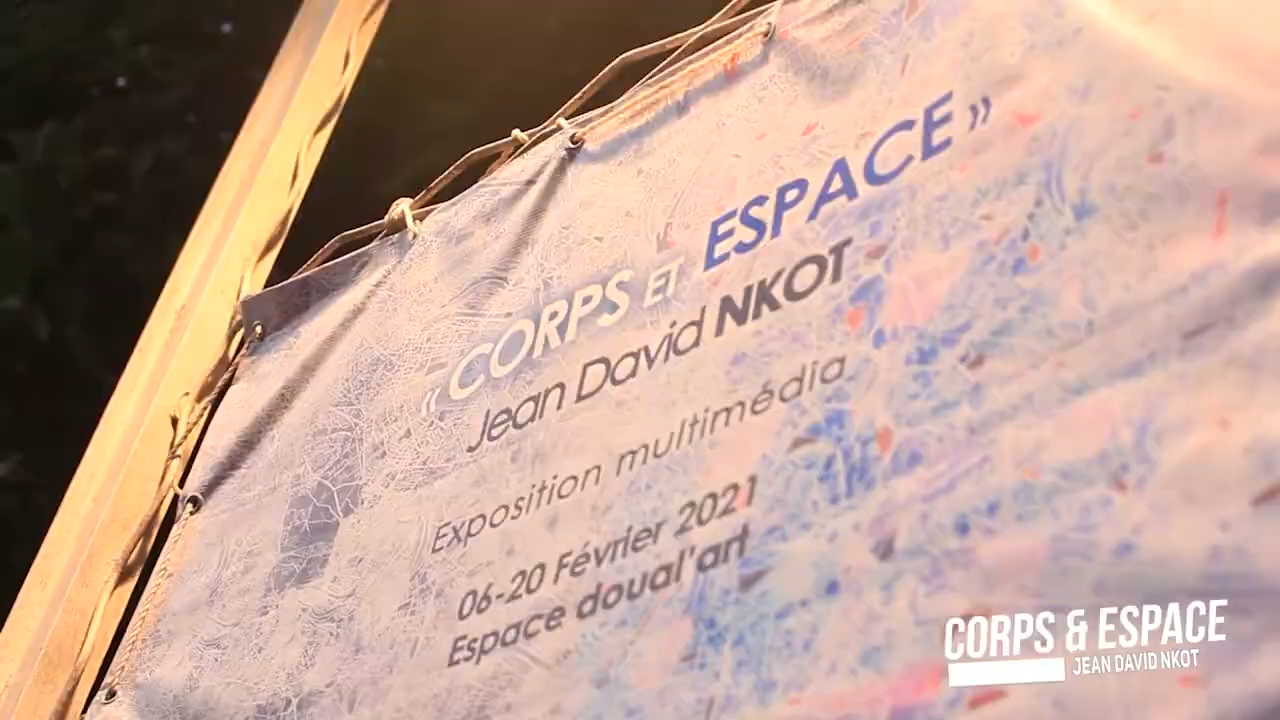 « CORPS ET ESPACE »
Jean David NKOT
Exposition multimédia
06-20 Février 2021
Espace doual'art
CORPS & ESPACE
JEAN DAVID NKOT